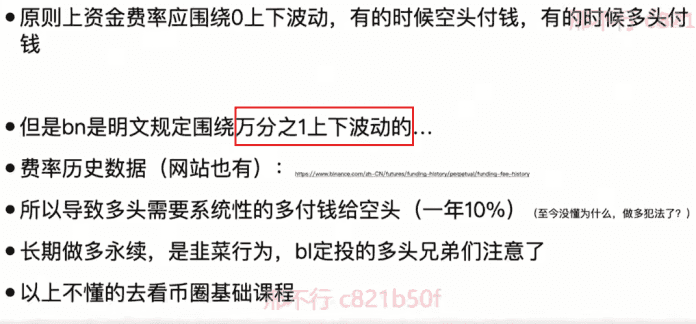 ● 原则上资金费率应围绕0上下波动，有的时候空头付钱，有的时候多头付
钱
● 但是bn是明文规定围绕万分之1上下波动的...
● 费率历史数据（网站也有）： https://www.binance.com/zh-CN/futures/funding-history/perpetual/funding-fee-history
● 所以导致多头需要系统性的多付钱给空头（一年10%）（至今没懂为什么，做多犯法了？）
● 长期做多永续，是韭菜行为，bl定投的多头兄弟们注意了
● 以上不懂的去看币圈基础课程
邢不行 c821b50f